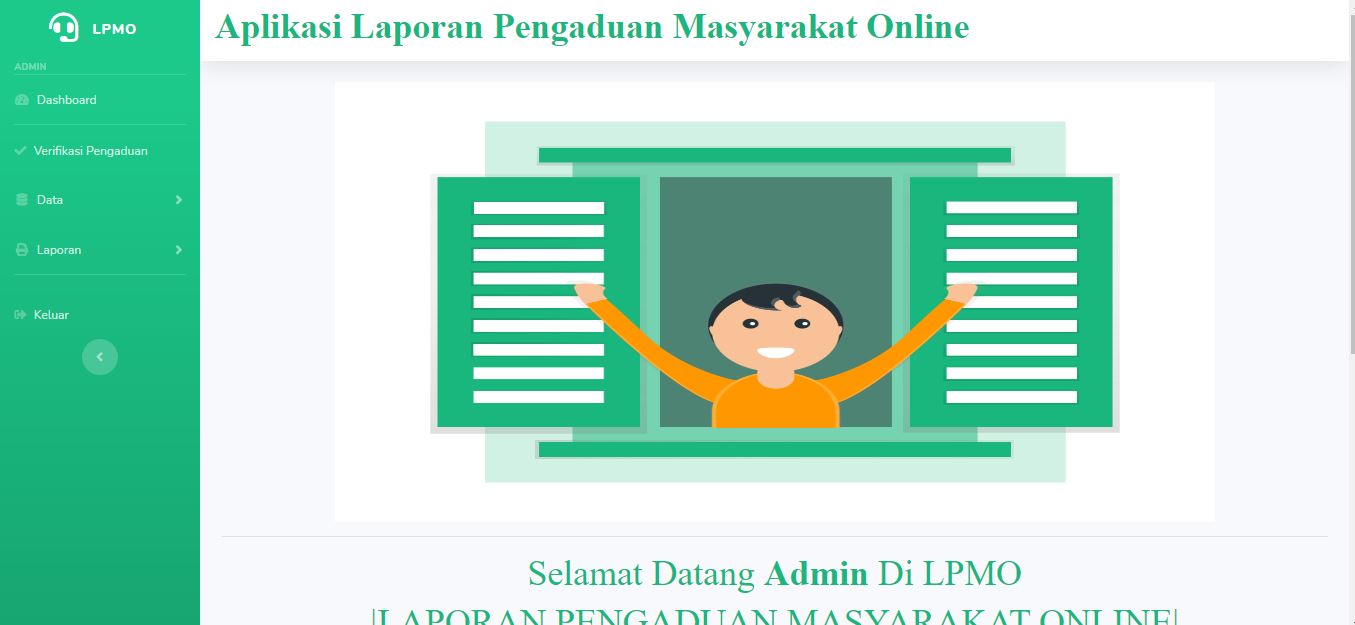 LPMO
ADMIN
Dashboard
Verifikasi Pengaduan
Data
Laporan
Keluar
Aplikasi Laporan Pengaduan Masyarakat Online
Selamat Datang Admin Di LPMO
|LAPORAN PENGADUAN MASYARAKAT ONLINE|